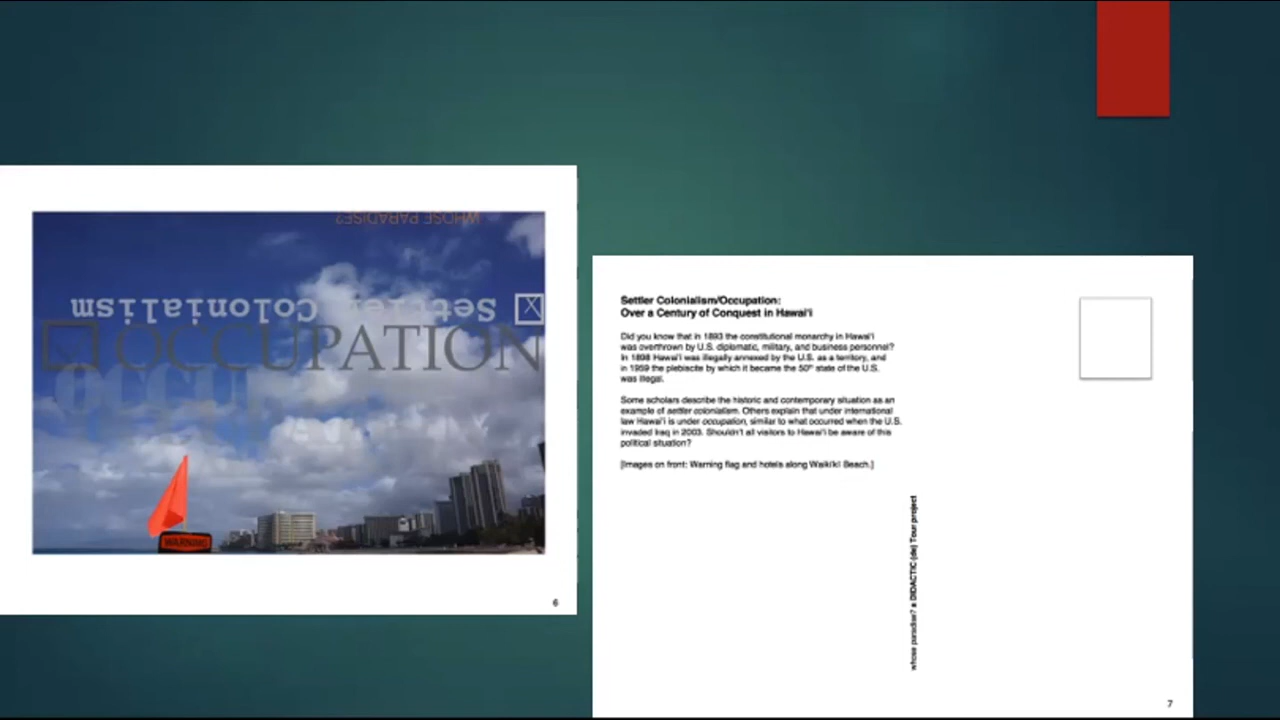 WHOSE PARADISE?
Settler Colonialism X
OCCUPATION
OCCUP
WARNING
6
Settler Colonialism/Occupation:
Over a Century of Conquest in Hawai'i
Did you know that in 1893 the constitutional monarchy in Hawai'i
was overthrown by U.S. diplomatic, military, and business personnel?
In 1898 Hawai'i was illegally annexed by the U.S. as a territory, and
in 1959 the plebiscite by which it became the 50th state of the U.S.
was illegal.
Some scholars describe the historic and contemporary situation as an
example of settler colonialism. Others explain that under international
law Hawai'i is under occupation, similar to what occurred when the U.S.
invaded Iraq in 2003. Shouldn't all visitors to Hawai'i be aware of this
political situation?
[Images on front: Warning flag and hotels along Waikīkī Beach.]
whose paradise? a DIDACTIC (de) Tour project
7